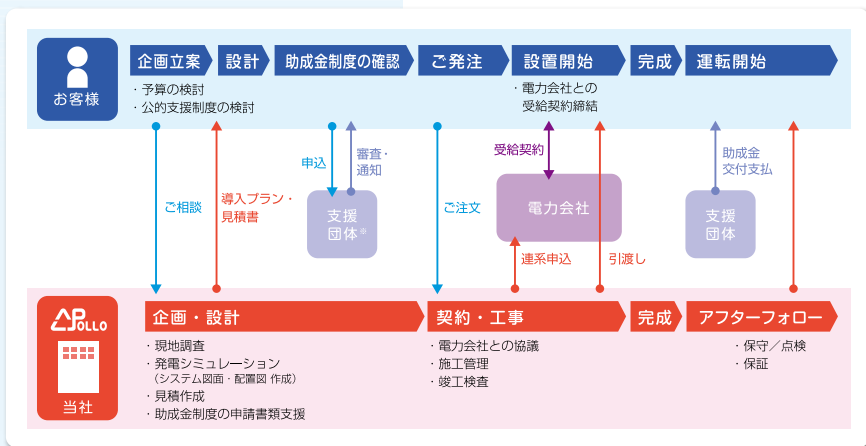 企画立案
設計
助成金制度の確認
ご発注
設置開始
完成
運転開始
お客様
・予算の検討
・公的支援制度の検討
・電力会社との
受給契約締結
ご相談
導入プラン・
見積書
申込
審査・
通知
支援
団体※
ご注文
受給契約
電力会社
連系申込
引渡し
助成金
交付支払
支援
団体
APOLLO
当社
企画・設計
契約・工事
完成
アフターフォロー
・現地調査
・発電シミュレーション
(システム図面・配置図 作成)
・見積作成
・助成金制度の申請書類支援
・電力会社との協議
・施工管理
・竣工検査
・保守／点検
・保証